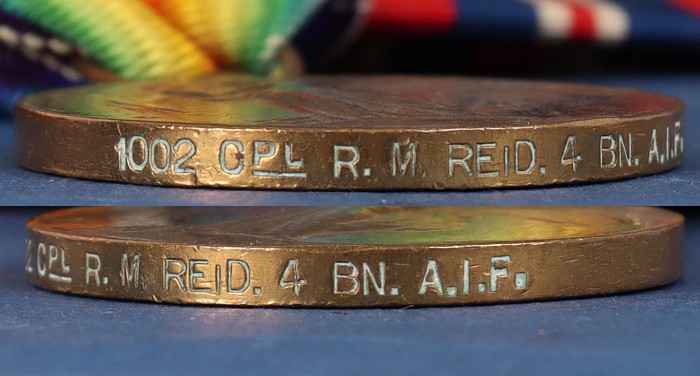 1002 CPL R. M. REID. 4 BN. A.I.F.
CPL R. M. REID. 4 BN. A.I.F.